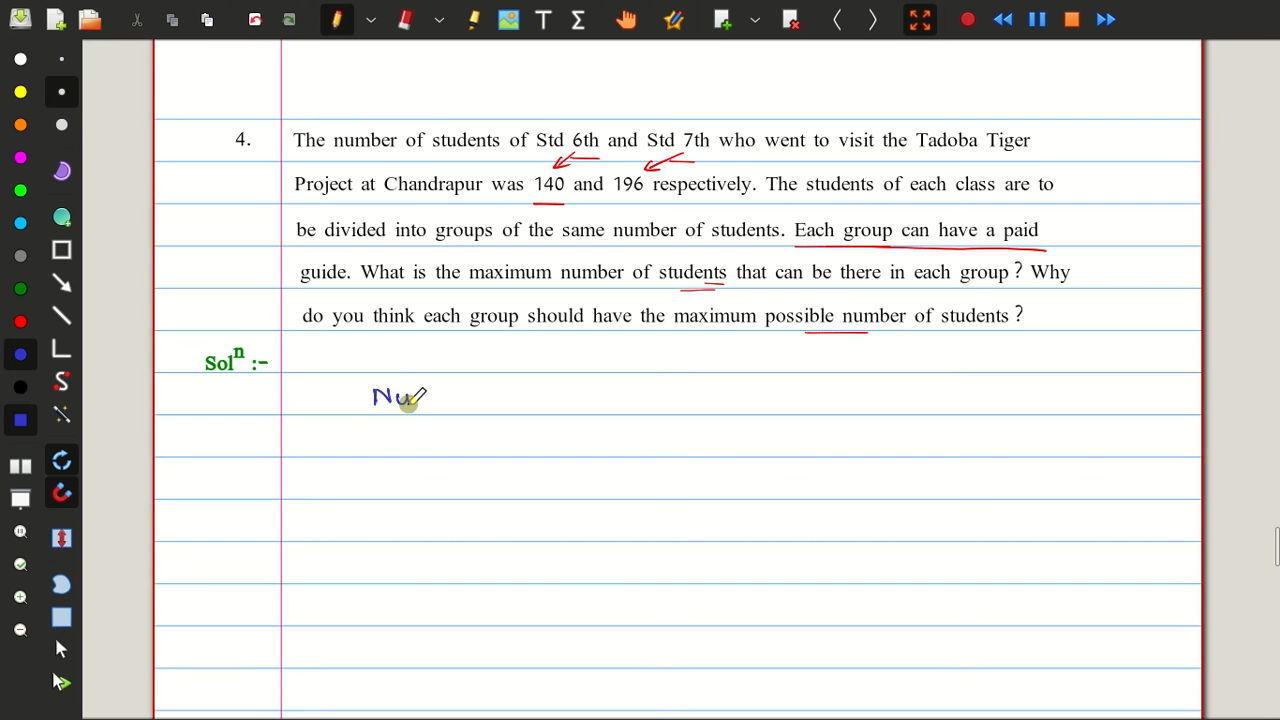 4. The number of students of Std 6th and Std 7th who went to visit the Tadoba Tiger
Project at Chandrapur was 140 and 196 respectively. The students of each class are to
be divided into groups of the same number of students. Each group can have a paid
guide. What is the maximum number of students that can be there in each group? Why
do you think each group should have the maximum possible number of students?
Solⁿ :-
Nu